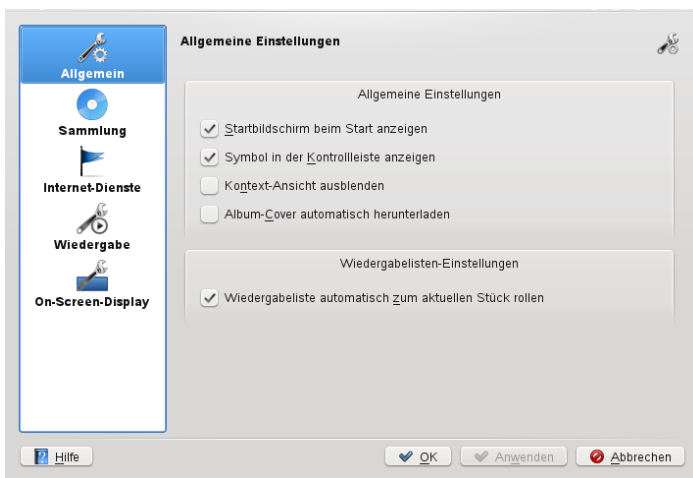 Allgemein
Sammlung
Internet-Dienste
Wiedergabe
On-Screen-Display
Allgemeine Einstellungen
Allgemeine Einstellungen
Startbildschirm beim Start anzeigen
Symbol in der Kontrollleiste anzeigen
Kontext-Ansicht ausblenden
Album-Cover automatisch herunterladen
Wiedergabelisten-Einstellungen
Wiedergabeliste automatisch zum aktuellen Stück rollen
Hilfe
OK
Anwenden
Abbrechen